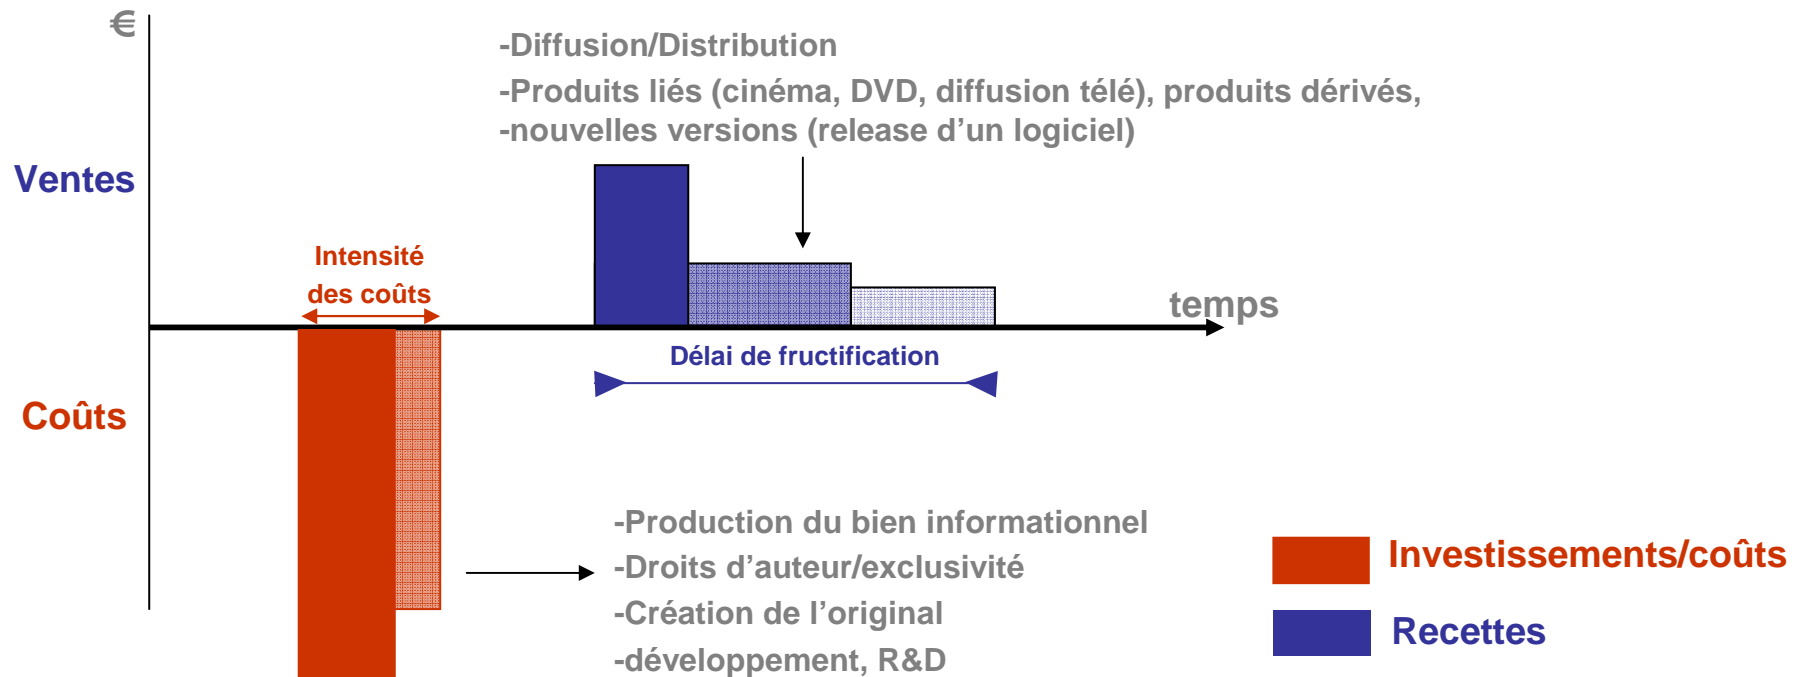 €
-Diffusion/Distribution
-Produits liés (cinéma, DVD, diffusion télé), produits dérivés,
-nouvelles versions (release d’un logiciel)
Ventes
Intensité
des coûts
temps
Délai de fructification
Coûts
-Production du bien informationnel
-Droits d’auteur/exclusivité
-Création de l’original
-développement, R&D
Investissements/coûts
Recettes